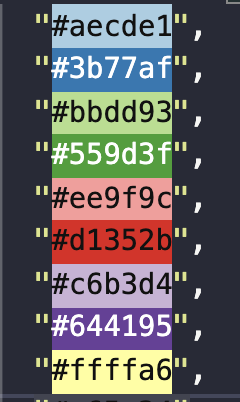 "#aecde1",
"#3b77af",
"#bbdd93",
"#559d3f",
"#ee9f9c",
"#d1352b",
"#c6b3d4",
"#644195",
"#ffffa6",